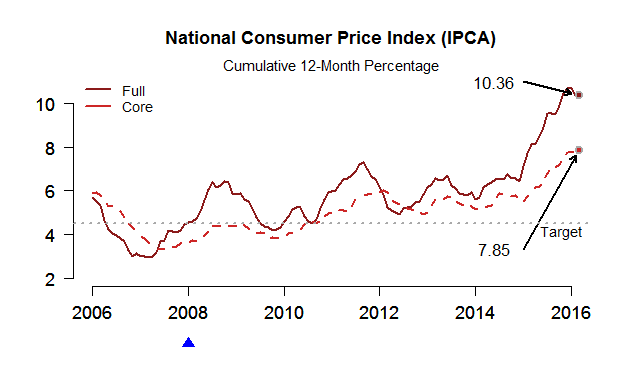 National Consumer Price Index (IPCA)
Cumulative 12-Month Percentage
10.36
Full
Core
10
8
6
4
2
Target
7.85
2006 2008 2010 2012 2014 2016